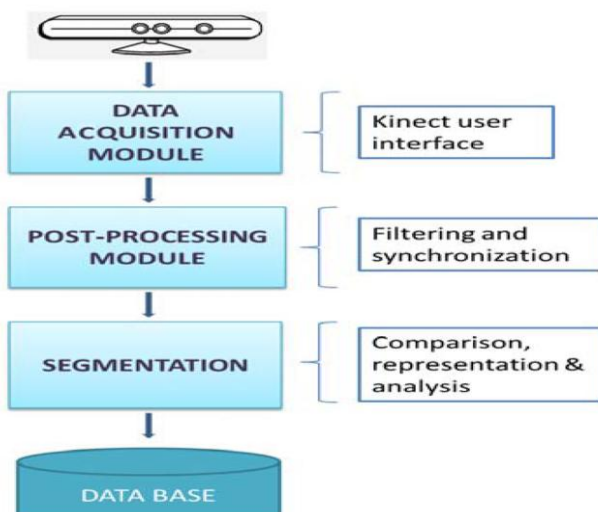 DATA
ACQUISITION
MODULE
Kinect user
interface
POST-PROCESSING
MODULE
Filtering and
synchronization
SEGMENTATION
Comparison,
representation &
analysis
DATA BASE